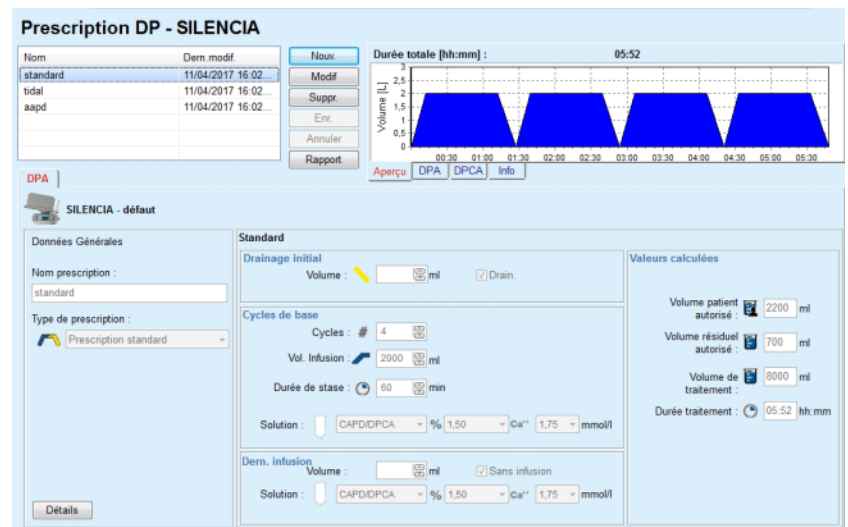 Prescription DP - SILENCIA
Nom Dern.modif.
standard 11/04/2017 16:02...
tidal 11/04/2017 16:02...
aapd 11/04/2017 16:02...
Nouv.
Modif
Suppr.
Enr.
Annuler
Rapport
Durée totale [hh:mm] : 05:52
Volume [L]
3
2,5
2
1,5
1
0,5
0
00:30 01:00 01:30 02:00 02:30 03:00 03:30 04:00 04:30 05:00 05:30
Aperçu DPA DPCA Info
DPA
SILENCIA - défaut
Données Générales
Nom prescription :
standard
Type de prescription :
Prescription standard
Détails
Standard
Drainage initial
Volume : ml Drain.
Cycles de base
Cycles : # 4
Vol. Infusion : 2000 ml
Durée de stase : 60 min
Solution : CAPD/DPCA % 1,50 Ca++ 1,75 mmol/l
Dern. infusion
Volume : ml Sans infusion
Solution : CAPD/DPCA % 1,50 Ca++ 1,75 mmol/l
Valeurs calculées
Volume patient
autorisé : 2200 ml
Volume résiduel
autorisé : 700 ml
Volume de
traitement : 8000 ml
Durée traitement : 05:52 hh:mm